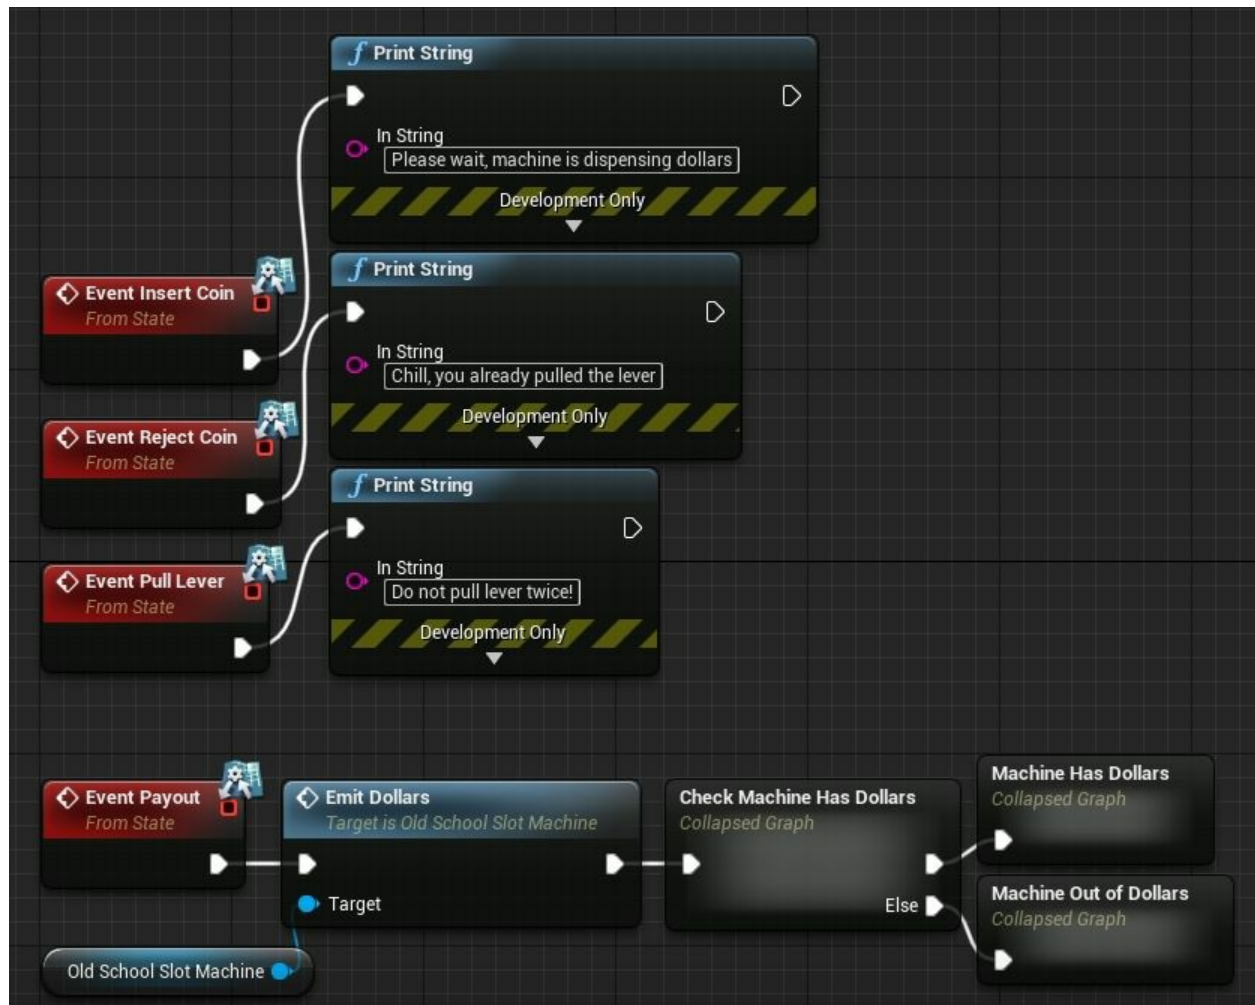 Print String
In String
Please wait, machine is dispensing dollars
Development Only
Event Insert Coin
From State
Print String
In String
Chill, you already pulled the lever
Development Only
Event Reject Coin
From State
Print String
In String
Do not pull lever twice!
Development Only
Event Pull Lever
From State
Event Payout
From State
Emit Dollars
Target is Old School Slot Machine
Target
Old School Slot Machine
Check Machine Has Dollars
Collapsed Graph
Else
Machine Has Dollars
Collapsed Graph
Machine Out of Dollars
Collapsed Graph